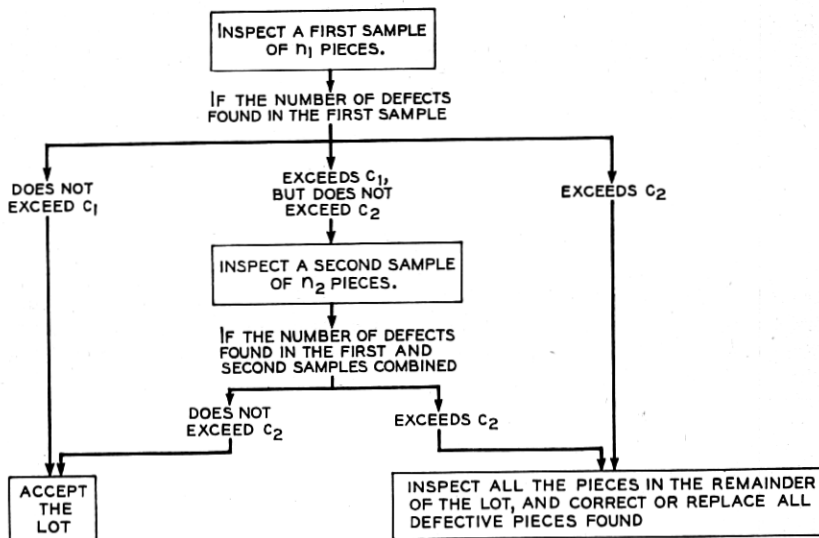 INSPECT A FIRST SAMPLE
OF n1 PIECES.
IF THE NUMBER OF DEFECTS
FOUND IN THE FIRST SAMPLE
DOES NOT
EXCEED C1
EXCEEDS C1,
BUT DOES NOT
EXCEED C2
EXCEEDS C2
INSPECT A SECOND SAMPLE
OF n2 PIECES.
IF THE NUMBER OF DEFECTS
FOUND IN THE FIRST AND
SECOND SAMPLES COMBINED
DOES NOT
EXCEED C2
EXCEEDS C2
ACCEPT
THE
LOT
INSPECT ALL THE PIECES IN THE REMAINDER
OF THE LOT, AND CORRECT OR REPLACE ALL
DEFECTIVE PIECES FOUND